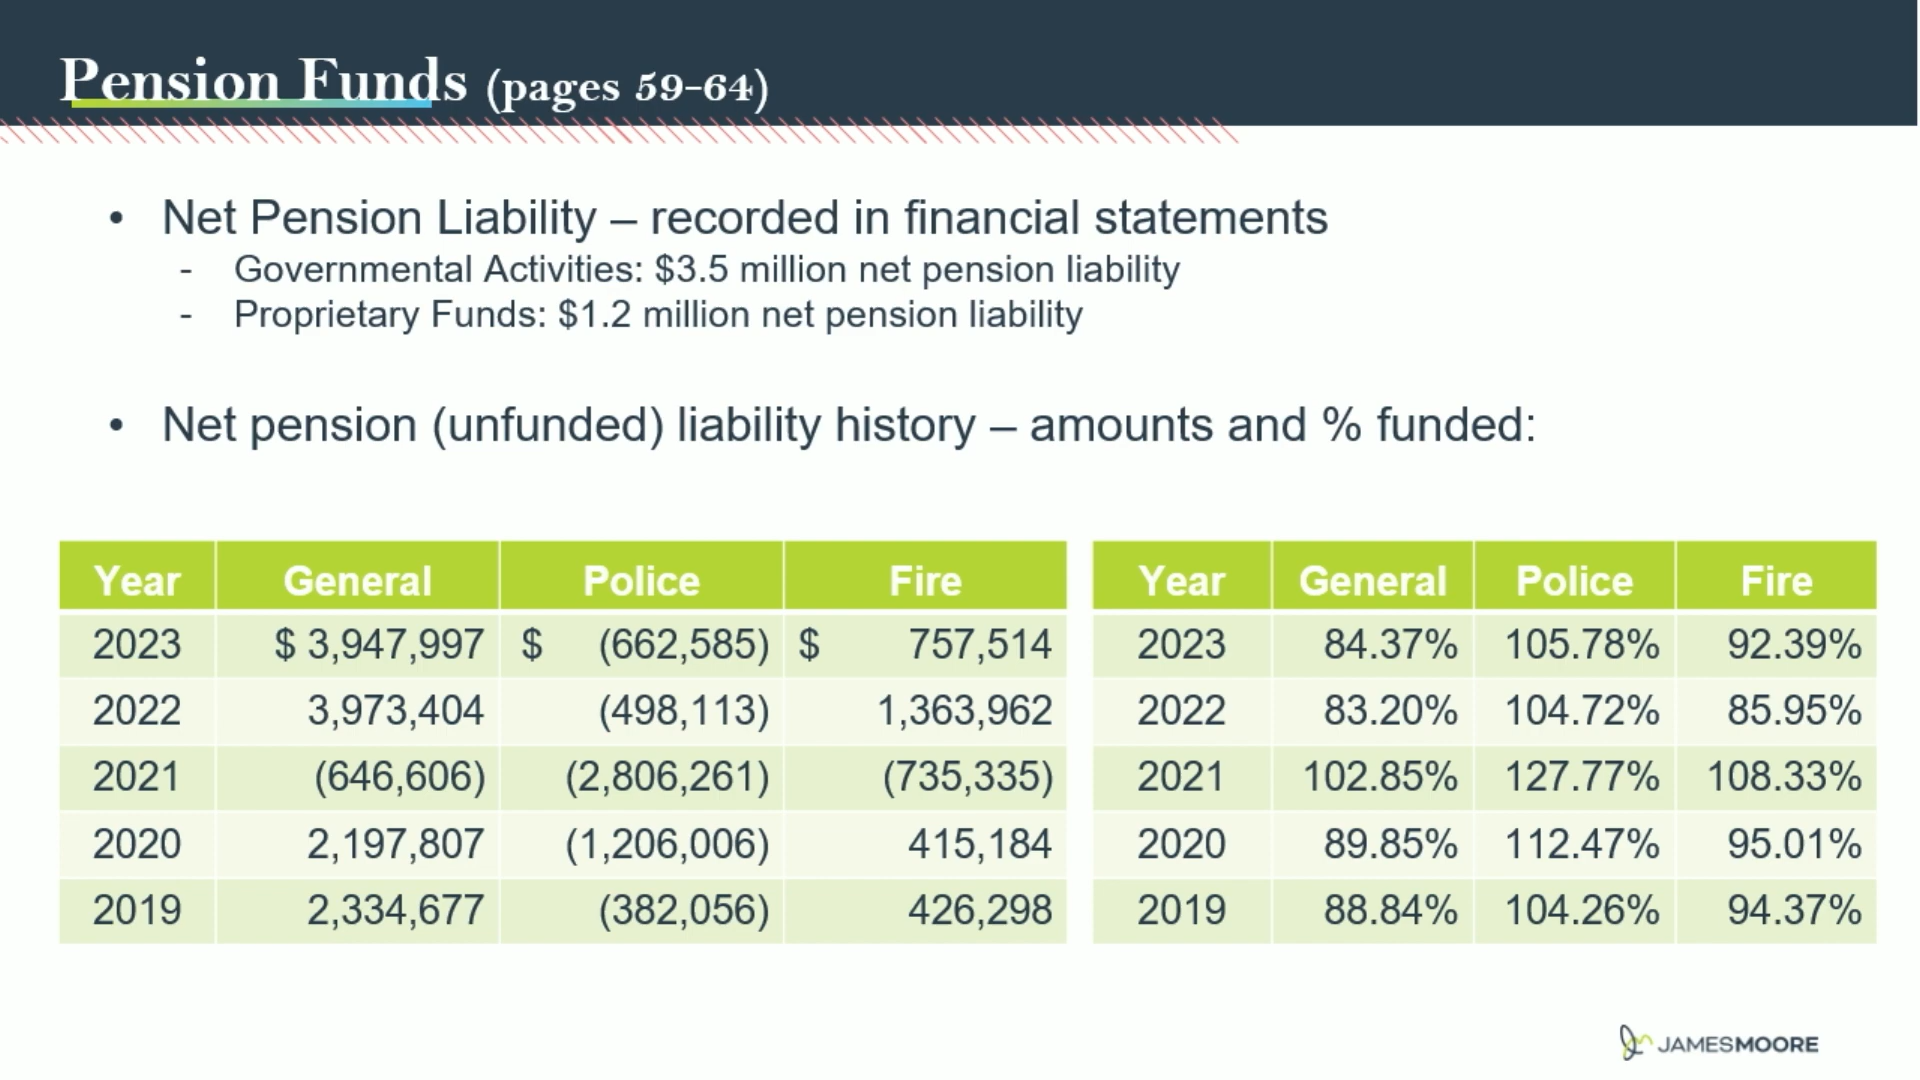 Pension Funds (pages 59-64)
• Net Pension Liability – recorded in financial statements
- Governmental Activities: $3.5 million net pension liability
- Proprietary Funds: $1.2 million net pension liability
• Net pension (unfunded) liability history – amounts and % funded:
Year General Police Fire Year General Police Fire
2023 $ 3,947,997 $ (662,585) $ 757,514 2023 84.37% 105.78% 92.39%
2022 3,973,404 (498,113) 1,363,962 2022 83.20% 104.72% 85.95%
2021 (646,606) (2,806,261) (735,335) 2021 102.85% 127.77% 108.33%
2020 2,197,807 (1,206,006) 415,184 2020 89.85% 112.47% 95.01%
2019 2,334,677 (382,056) 426,298 2019 88.84% 104.26% 94.37%
JAMESMOORE